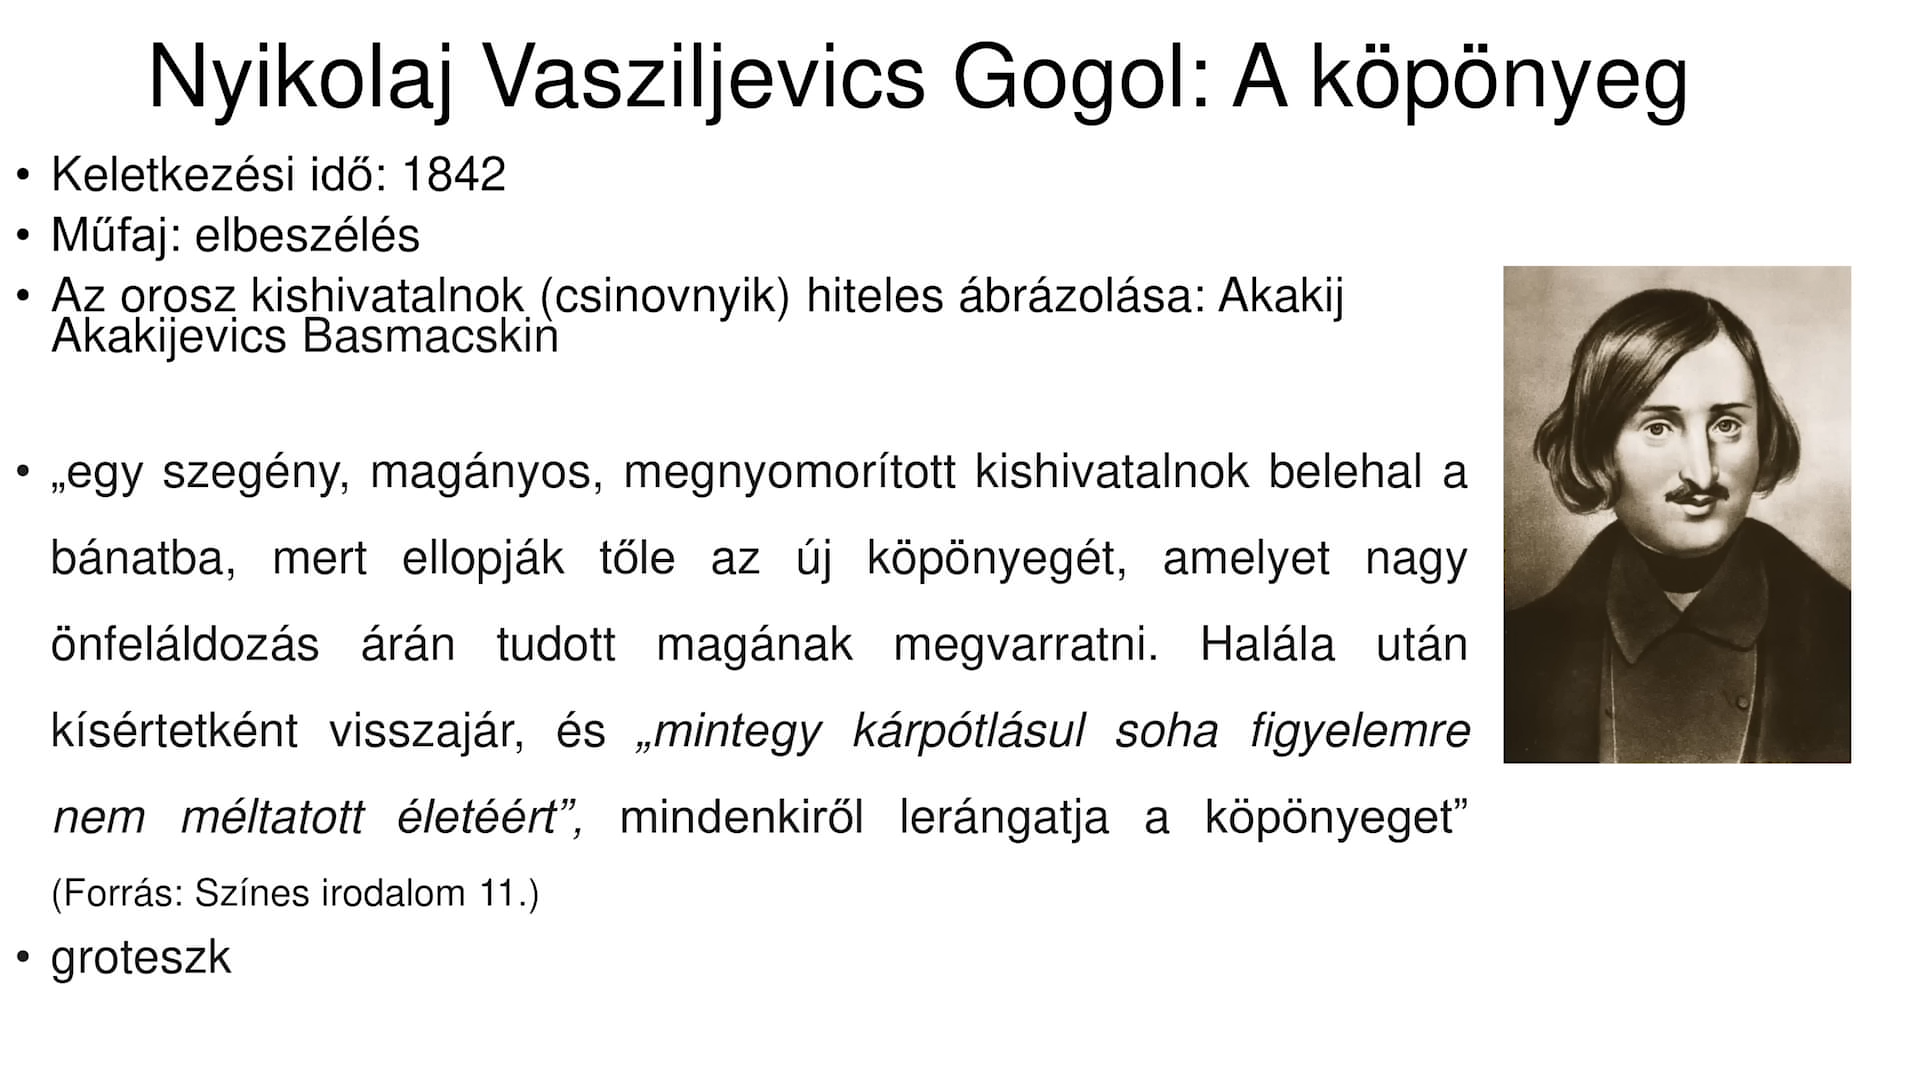 Nyikolaj Vasziljevics Gogol: A köpönyeg
• Keletkezési idő: 1842
• Műfaj: elbeszélés
• Az orosz kishivatalnok (csinovnyik) hiteles ábrázolása: Akakij
Akakijevics Basmacskin
• „egy szegény, magányos, megnyomorított kishivatalnok belehal a
bánatba, mert ellopják tőle az új köpönyegét, amelyet nagy
önfeláldozás árán tudott magának megvarratni. Halála után
kísértetként visszajár, és „mintegy kárpótlásul soha figyelemre
nem méltatott életéért”, mindenkiről lerángatja a köpönyeget”
(Forrás: Színes irodalom 11.)
• groteszk